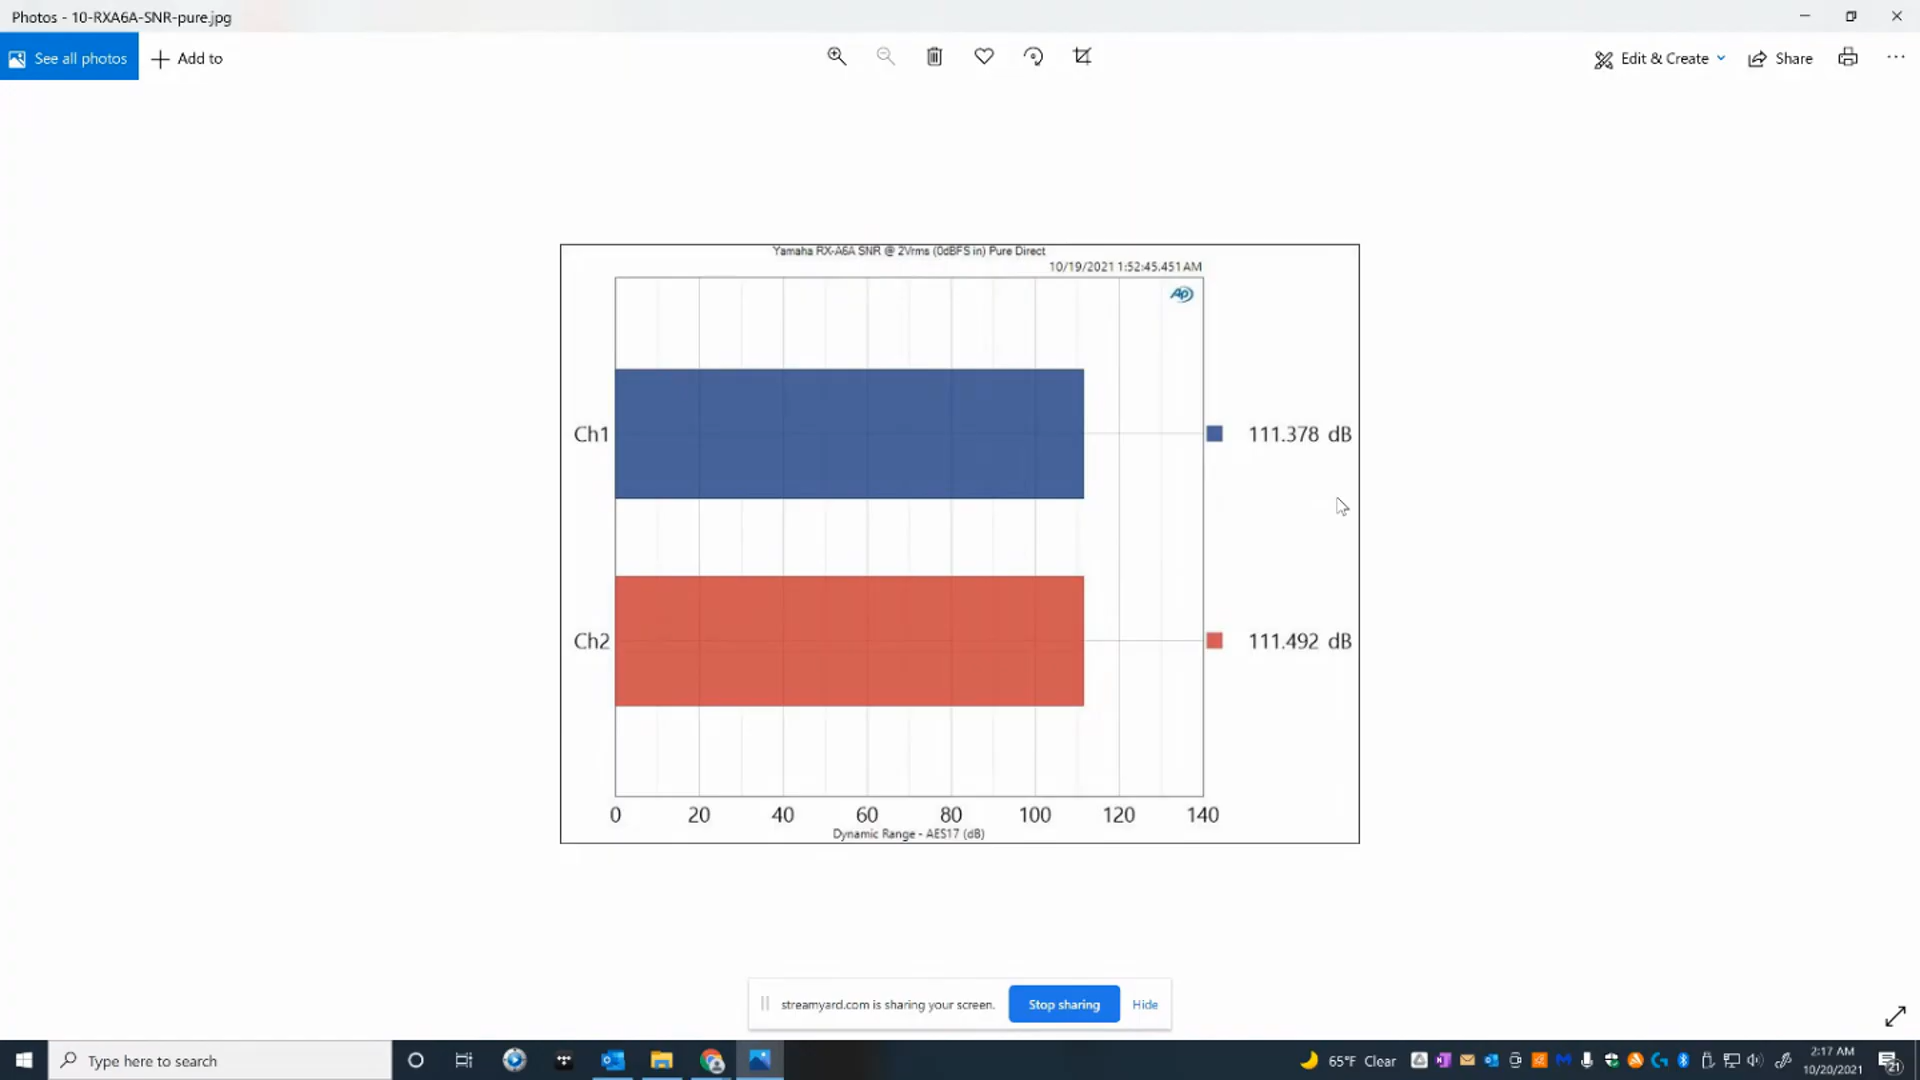 Photos - 10-RXA6A-SNR-pure.jpg
See all photos
Add to
Edit & Create
Share
Yamaha RX-A6A SNR @ 2Vrms (0dBFS in) Pure Direct
10/19/2021 1:52:45.451 AM
AP
Ch1
111.378 dB
Ch2
111.492 dB
0 20 40 60 80 100 120 140
Dynamic Range - AES17 (dB)
streamyard.com is sharing your screen.
Stop sharing
Hide
Type here to search
65°F Clear
2:17 AM
10/20/2021
21